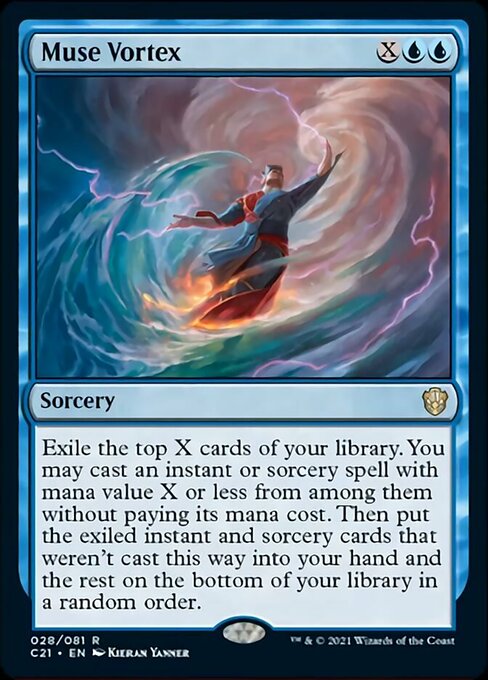 Muse Vortex X
Sorcery
Exile the top X cards of your library. You
may cast an instant or sorcery spell with
mana value X or less from among them
without paying its mana cost. Then put
the exiled instant and sorcery cards that
weren't cast this way into your hand and
the rest on the bottom of your library in
a random order.
028/081 R
C21 • EN Kieran Yanner
™ & © 2021 Wizards of the Coast